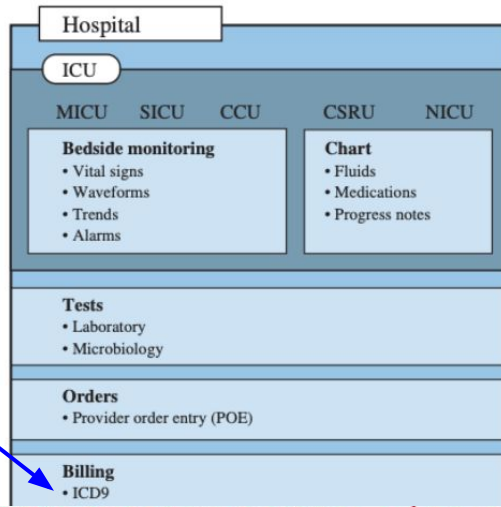 Hospital
ICU
MICU SICU CCU CSRU NICU
Bedside monitoring
• Vital signs
• Waveforms
• Trends
• Alarms
Chart
• Fluids
• Medications
• Progress notes
Tests
• Laboratory
• Microbiology
Orders
• Provider order entry (POE)
Billing
• ICD9